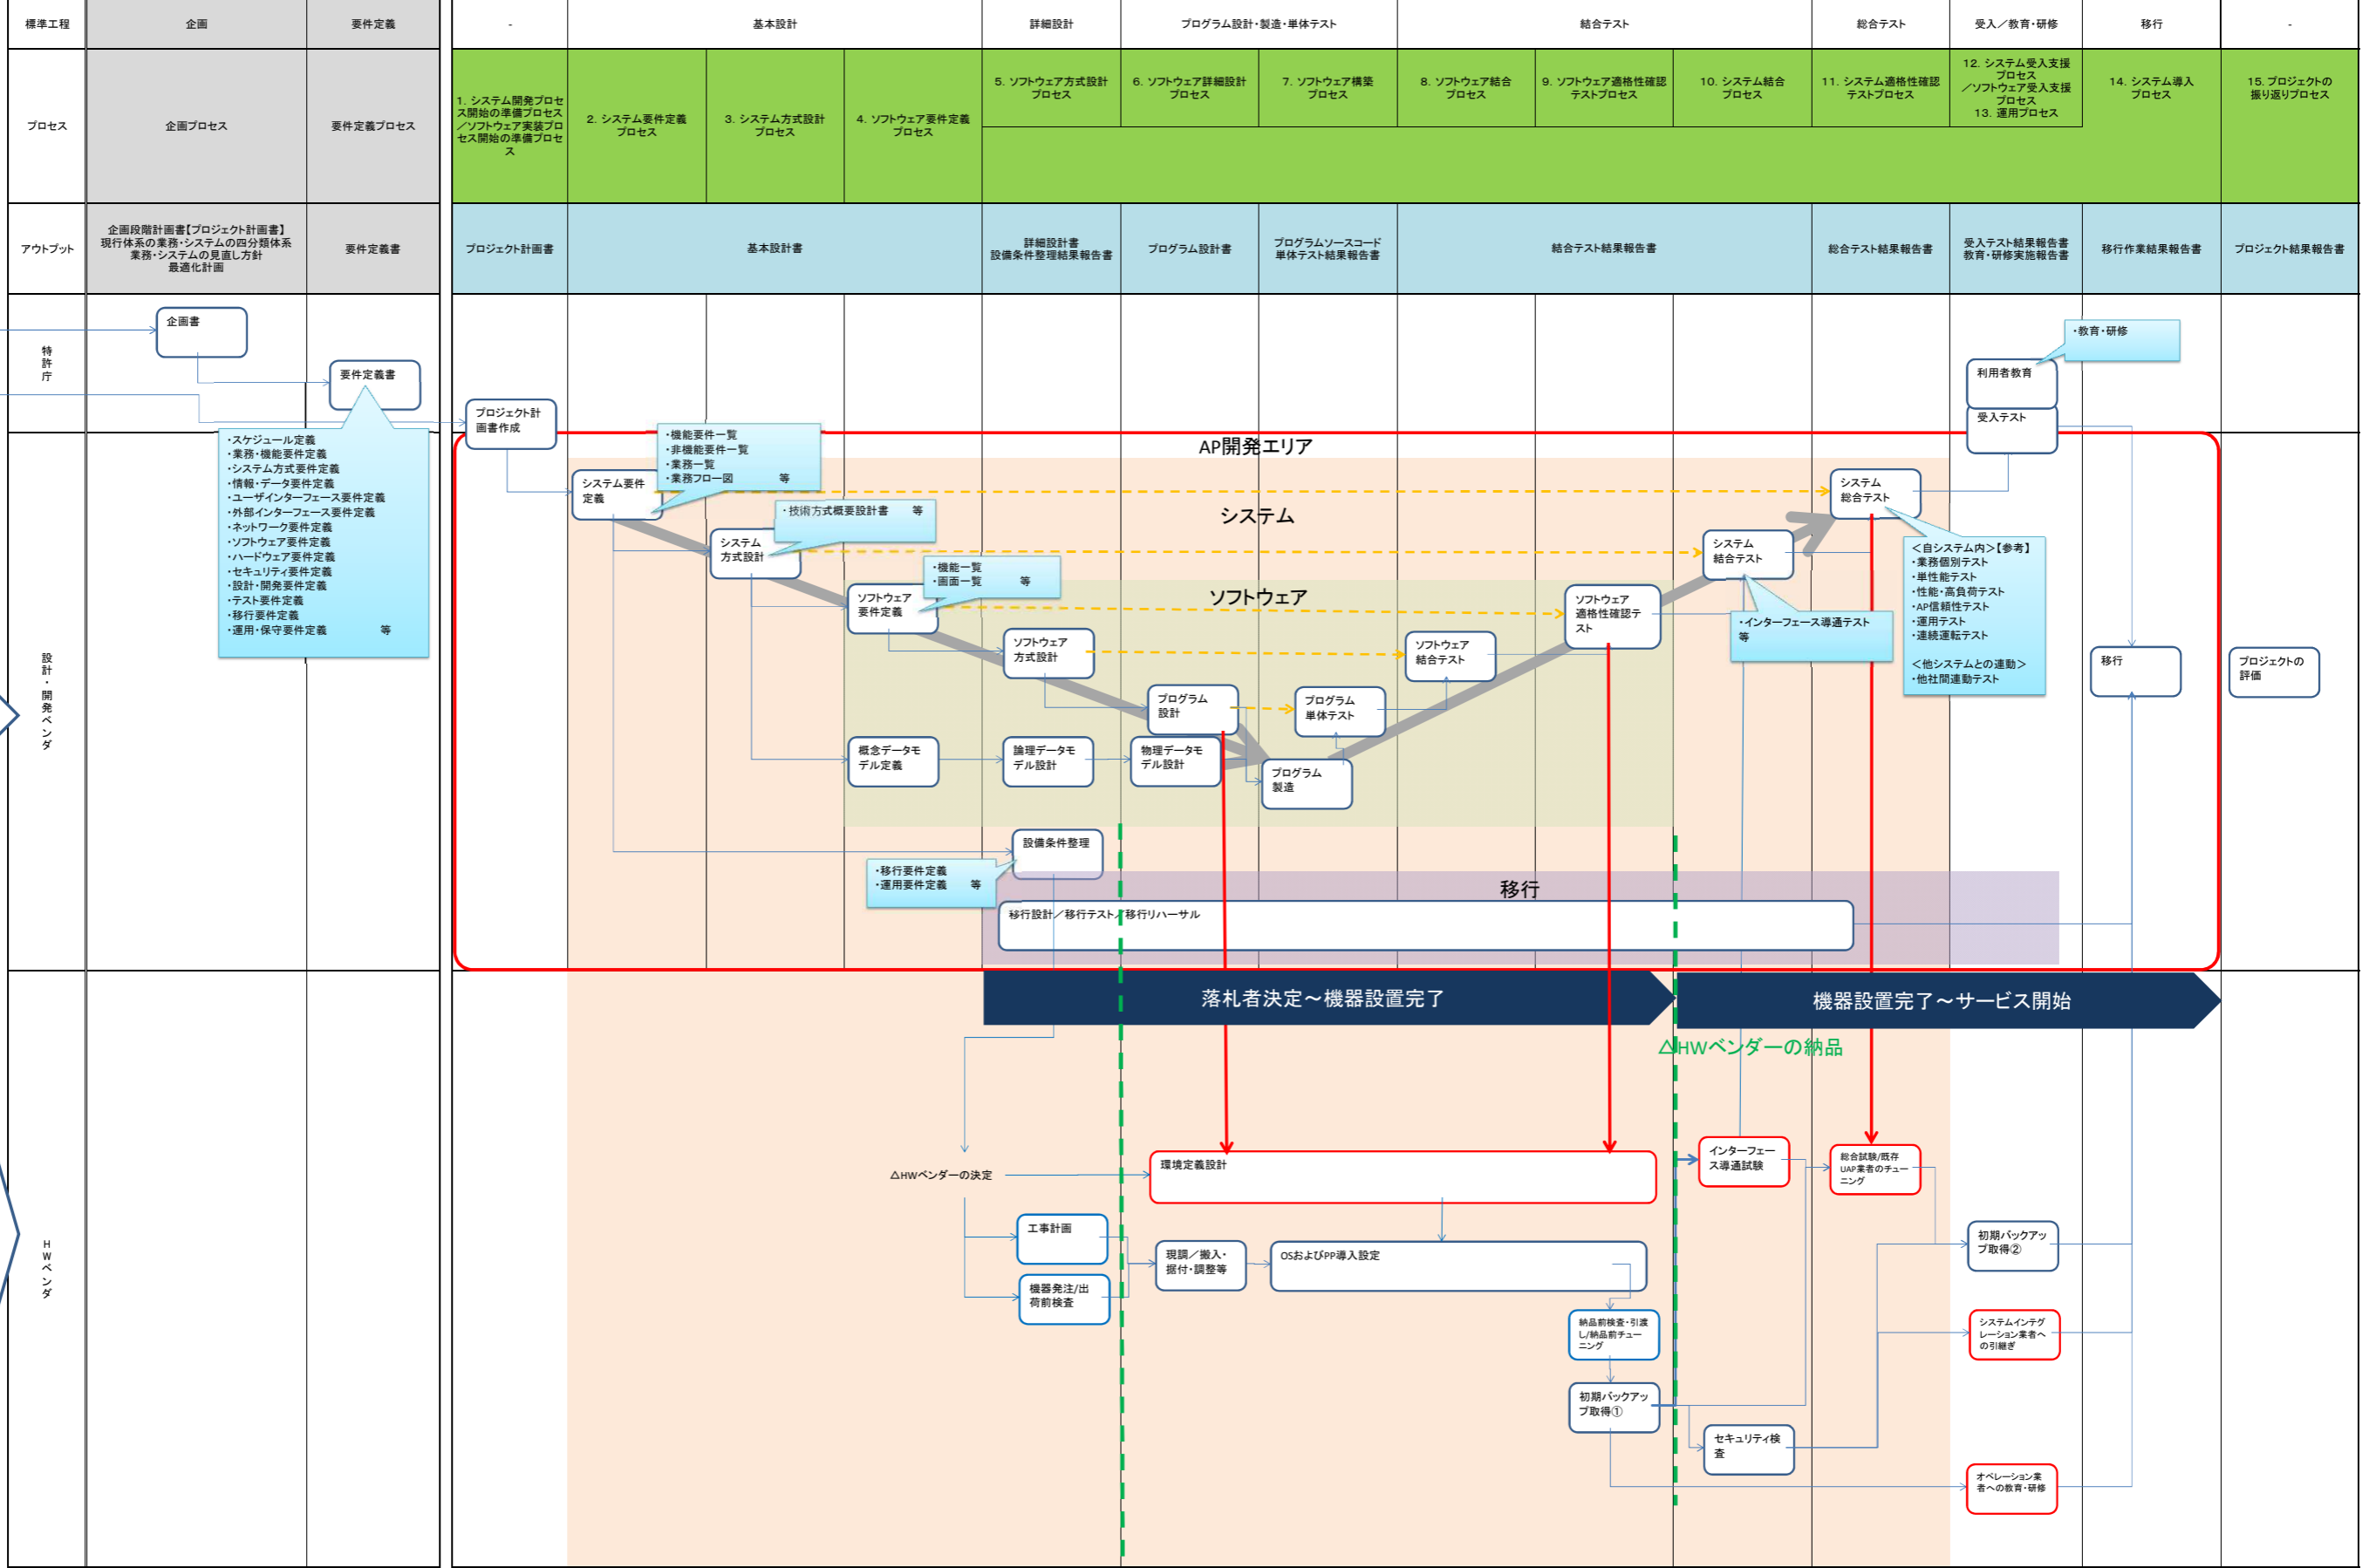 標準工程
企画
要件定義
-
基本設計
詳細設計
プログラム設計・製造・単体テスト
結合テスト
総合テスト
受入／教育・研修
移行
-
プロセス
企画プロセス
要件定義プロセス
1. システム開発プロセ
ス開始の準備プロセス
／ソフトウェア実装プロ
セス開始の準備プロセ
ス
2. システム要件定義
プロセス
3. システム方式設計
プロセス
4. ソフトウェア要件定義
プロセス
5. ソフトウェア方式設計
プロセス
6. ソフトウェア詳細設計
プロセス
7. ソフトウェア構築
プロセス
8. ソフトウェア結合
プロセス
9. ソフトウェア適格性確認
テストプロセス
10. システム結合
プロセス
11. システム適格性確認
テストプロセス
12. システム受入支援
プロセス
／ソフトウェア受入支援
プロセス
13. 運用プロセス
14. システム導入
プロセス
15. プロジェクトの
振り返りプロセス
アウトプット
企画段階計画書【プロジェクト計画書】
現行体系の業務・システムの四分類体系
業務・システムの見直し方針
最適化計画
要件定義書
プロジェクト計画書
基本設計書
詳細設計書
設備条件整理結果報告書
プログラム設計書
プログラムソースコード
単体テスト結果報告書
結合テスト結果報告書
総合テスト結果報告書
受入テスト結果報告書
教育・研修実施報告書
移行作業結果報告書
プロジェクト結果報告書
特許庁
企画書
要件定義書
プロジェクト計
画書作成
・教育・研修
利用者教育
受入テスト
・スケジュール定義
・業務・機能要件定義
・システム方式要件定義
・情報・データ要件定義
・ユーザインターフェース要件定義
・外部インターフェース要件定義
・ネットワーク要件定義
・ソフトウェア要件定義
・ハードウェア要件定義
・セキュリティ要件定義
・設計・開発要件定義
・テスト要件定義
・移行要件定義
・運用・保守要件定義　等
設計・開発ベンダ
AP開発エリア
・機能要件一覧
・非機能要件一覧
・業務一覧
・業務フロー図　等
システム要件
定義
システム
総合テスト
システム
・技術方式概要設計書　等
システム
方式設計
システム
結合テスト
＜自システム内＞【参考】
・業務個別テスト
・単性能テスト
・性能・高負荷テスト
・AP信頼性テスト
・運用テスト
・連続運転テスト
＜他システムとの連動＞
・他社間連動テスト
・機能一覧
・画面一覧　等
ソフトウェア
要件定義
ソフトウェア
ソフトウェア
適格性確認テ
スト
・インターフェース導通テスト
等
ソフトウェア
方式設計
ソフトウェア
結合テスト
移行
プロジェクトの
評価
プログラム
設計
プログラム
単体テスト
概念データモ
デル定義
論理データモ
デル設計
物理データモ
デル設計
プログラム
製造
設備条件整理
・移行要件定義
・運用要件定義　等
移行
移行設計／移行テスト／移行リハーサル
落札者決定～機器設置完了
機器設置完了～サービス開始
△HWベンダーの納品
HWベンダ
△HWベンダーの決定
環境定義設計
インターフェー
ス導通試験
総合試験/既存
UAP業者のチュー
ニング
工事計画
現調／搬入・
据付・調整等
OSおよびPP導入設定
初期バックアッ
プ取得②
機器発注/出
荷前検査
納品前検査・引渡
し/納品前チュー
ニング
システムインテグ
レーション業者へ
の引継ぎ
初期バックアッ
プ取得①
セキュリティ検
査
オペレーション業
者への教育・研修